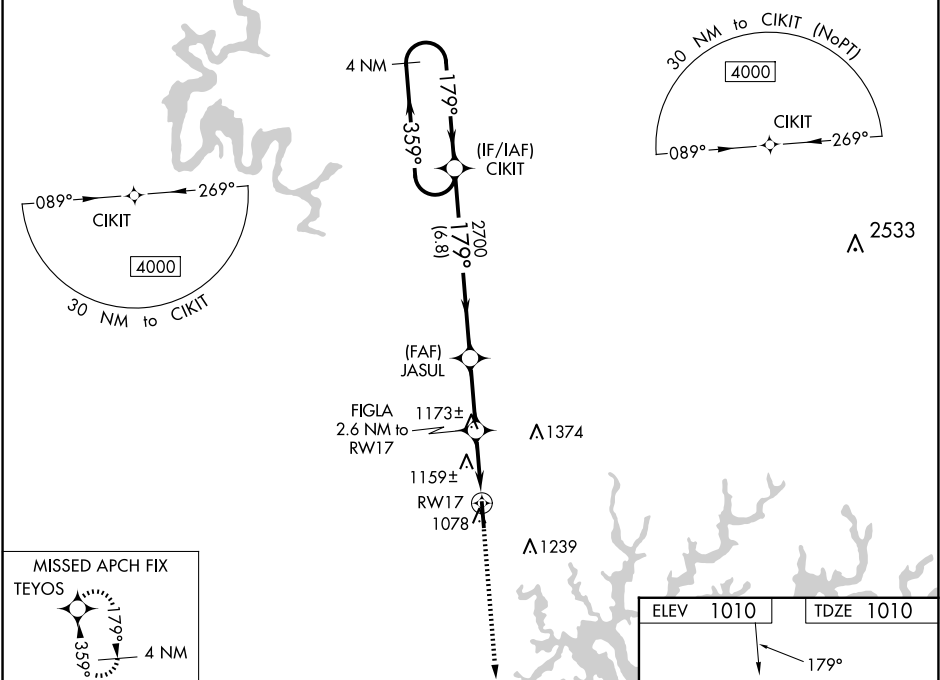 4 NM
179°
359°
(IF/IAF)
CIKIT
30 NM to CIKIT (NoPT)
4000
CIKIT
089°
269°
089°
269°
CIKIT
4000
30 NM to CIKIT
2700
179°
(6.8)
2533
(FAF)
JASUL
FIGLA
2.6 NM to
RW17
1173±
1374
1159±
RW17
1078
1239
MISSED APCH FIX
TEYOS
179°
359°
4 NM
ELEV 1010
TDZE 1010
179°